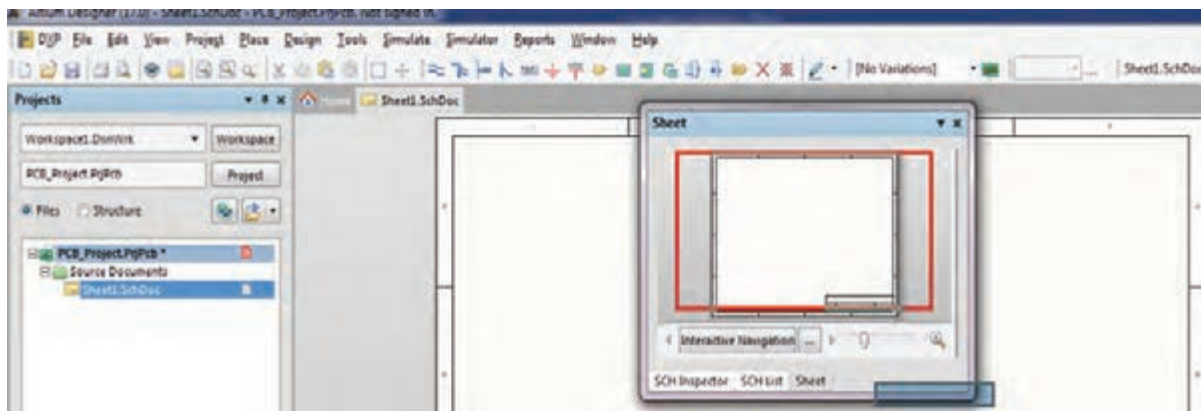 Altium Designer (17.0) - Sheet1.SchDoc - PCB_Project.PrjPcb. Not signed in.
DXP File Edit View Project Place Design Tools Simulate Simulator Reports Window Help
[No Variations] Sheet1.SchDoc
Projects
Home Sheet1.SchDoc
Workspace1.DsnWrk Workspace
PCB_Project.PrjPcb Project
Files Structure
PCB_Project.PrjPcb *
Source Documents
Sheet1.SchDoc
Sheet
Interactive Navigation ...
SCH Inspector SCH List Sheet